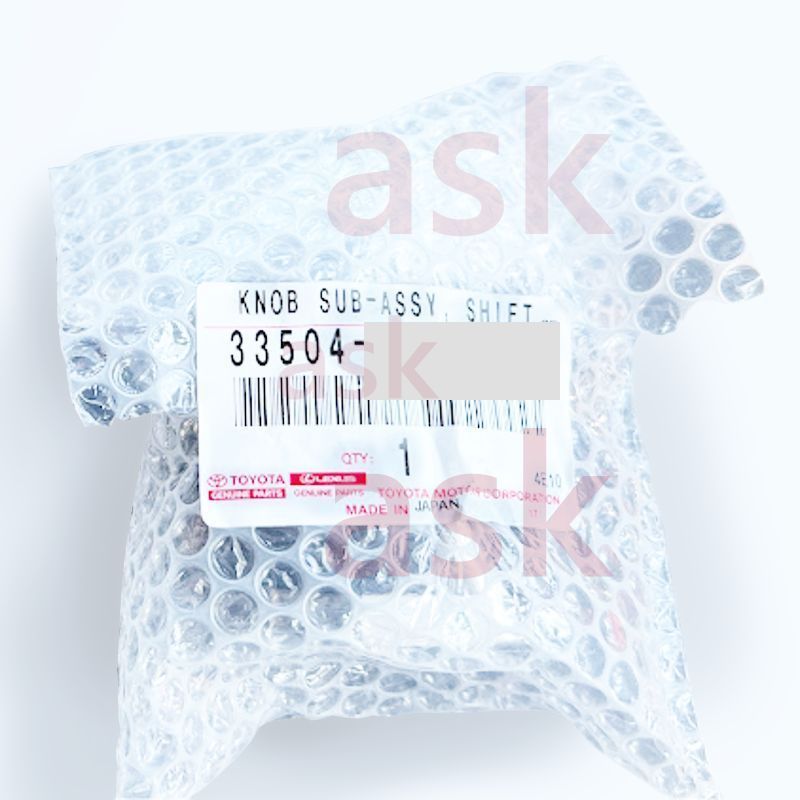 ask
KNOB SUB-ASSY, SHIFT
33504-
ask
QTY: 1
TOYOTA LEXUS 4E10
GENUINE PARTS GENUINE PARTS TOYOTA MOTOR CORPORATION
MADE IN JAPAN 17
ask